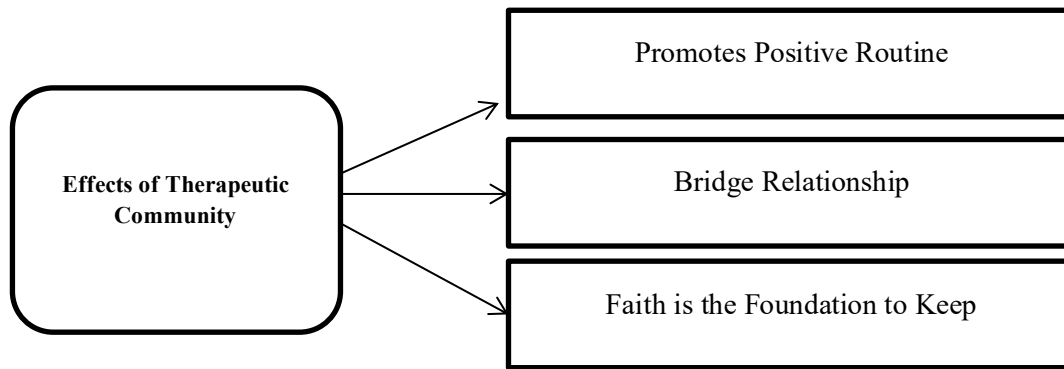 Promotes Positive Routine
Effects of Therapeutic
Community
Bridge Relationship
Faith is the Foundation to Keep